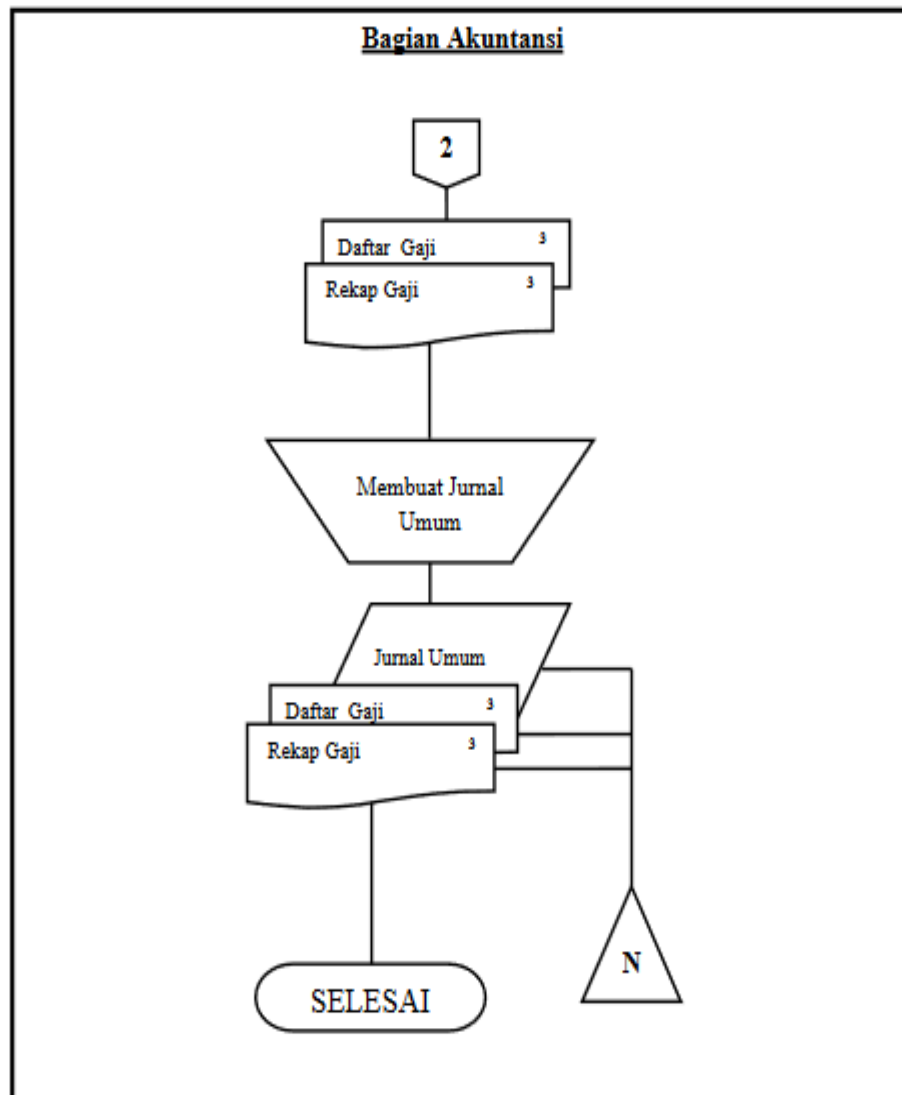 Bagian Akuntansi
2
Daftar Gaji 3
Rekap Gaji 3
Membuat Jurnal
Umum
Jurnal Umum
Daftar Gaji 3
Rekap Gaji 3
N
SELESAI